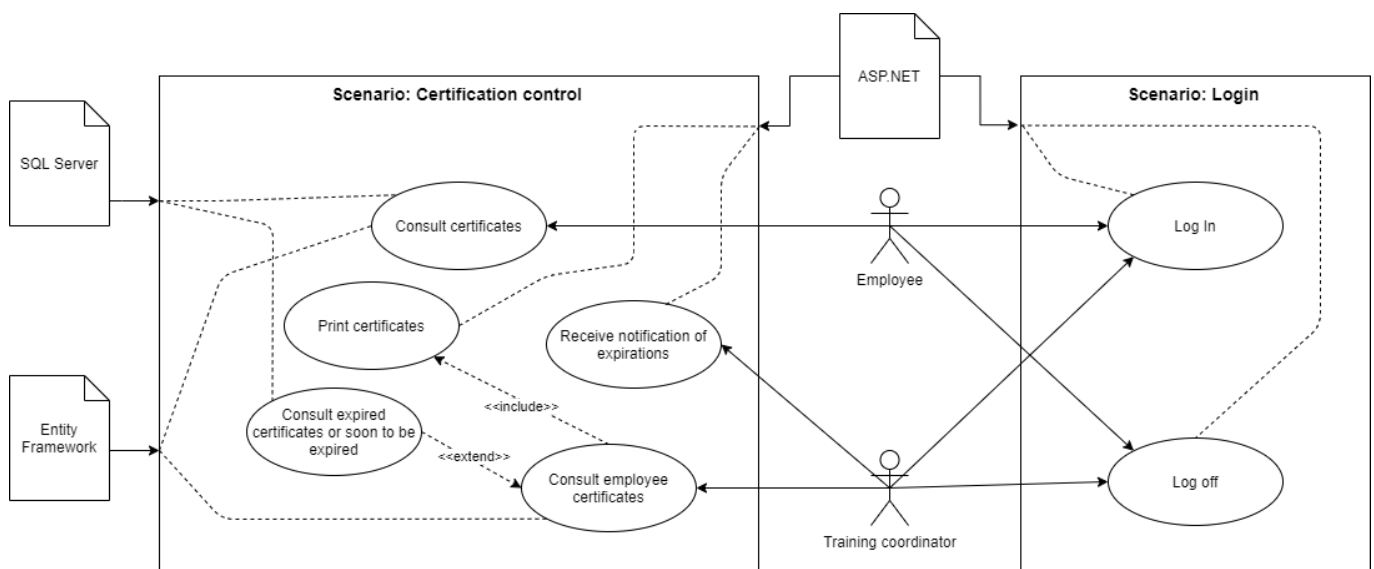 ASP.NET
Scenario: Certification control
Scenario: Login
SQL Server
Consult certificates
Employee
Log In
Print certificates
Receive notification of
expirations
<<include>>
Consult expired
certificates or soon to be
expired
<<extend>>
Entity
Framework
Consult employee
certificates
Log off
Training coordinator